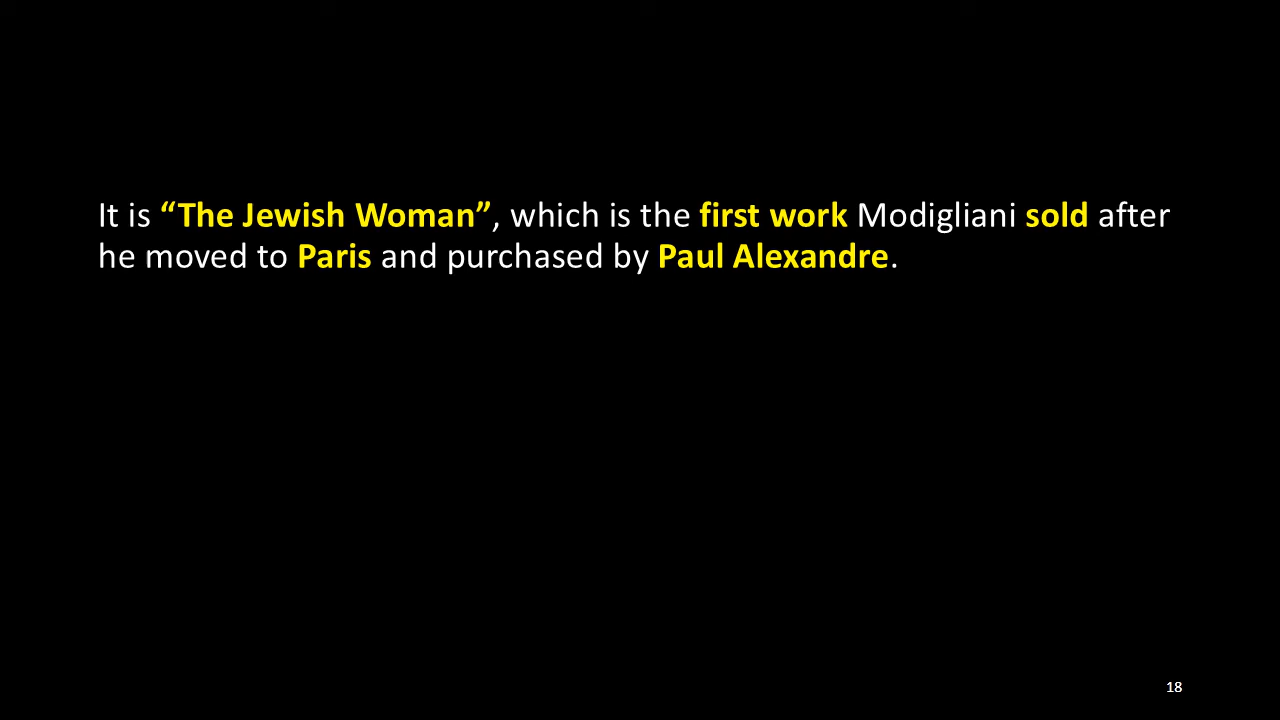 It is “The Jewish Woman”, which is the first work Modigliani sold after
he moved to Paris and purchased by Paul Alexandre.
18